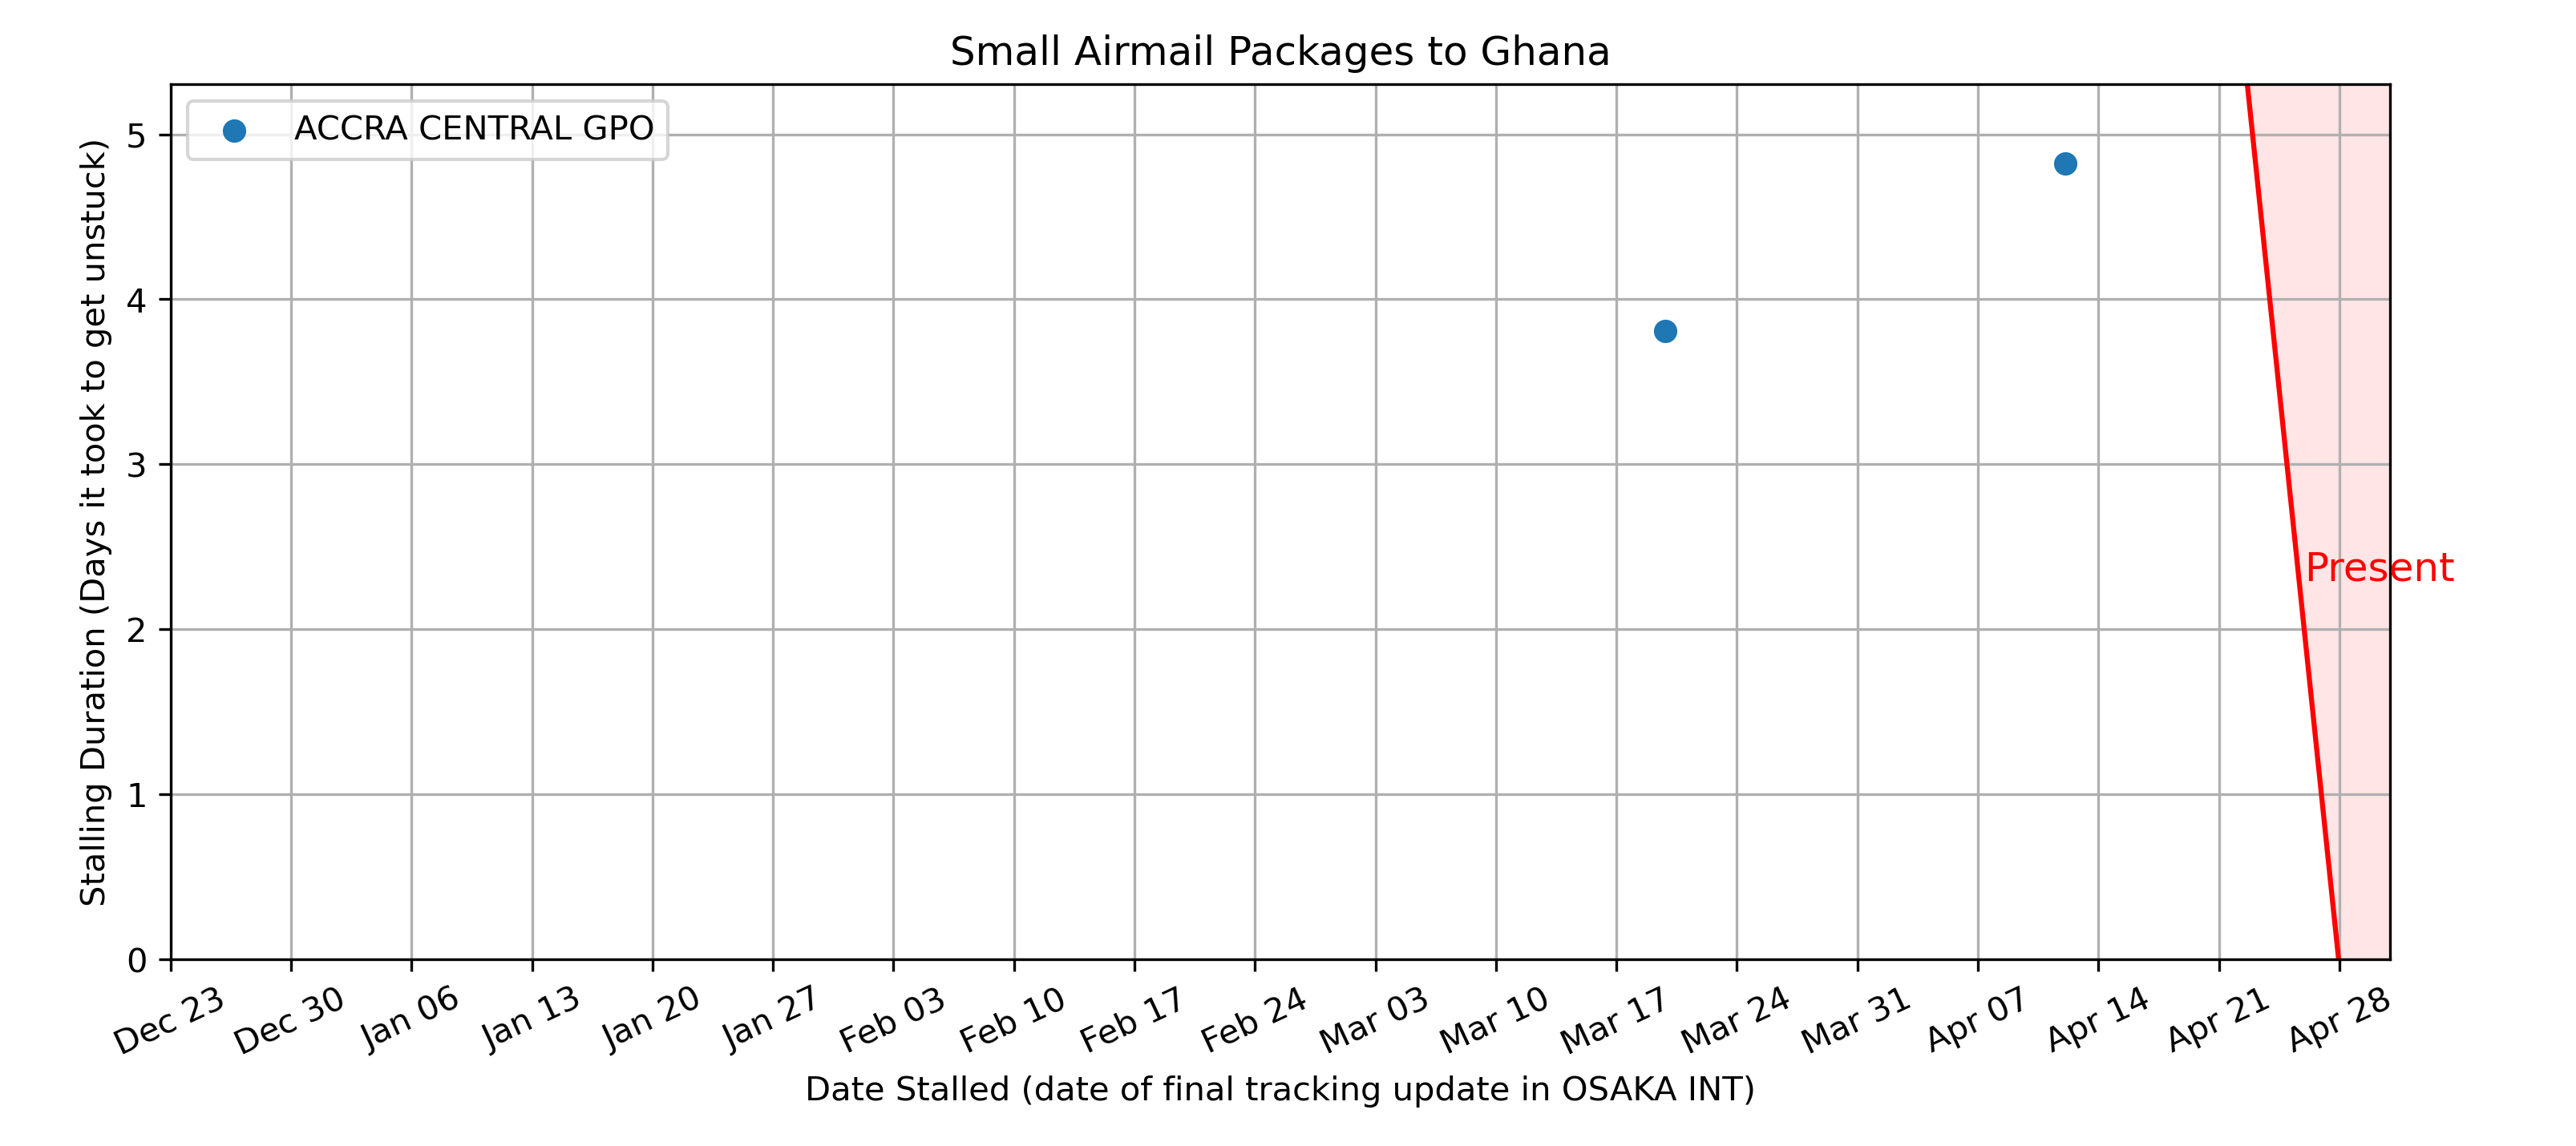 Small Airmail Packages to Ghana
ACCRA CENTRAL GPO
Stalling Duration (Days it took to get unstuck)
5
4
3
2
1
0
Present
Dec 23
Dec 30
Jan 06
Jan 13
Jan 20
Jan 27
Feb 03
Feb 10
Feb 17
Feb 24
Mar 03
Mar 10
Mar 17
Mar 24
Mar 31
Apr 07
Apr 14
Apr 21
Apr 28
Date Stalled (date of final tracking update in OSAKA INT)